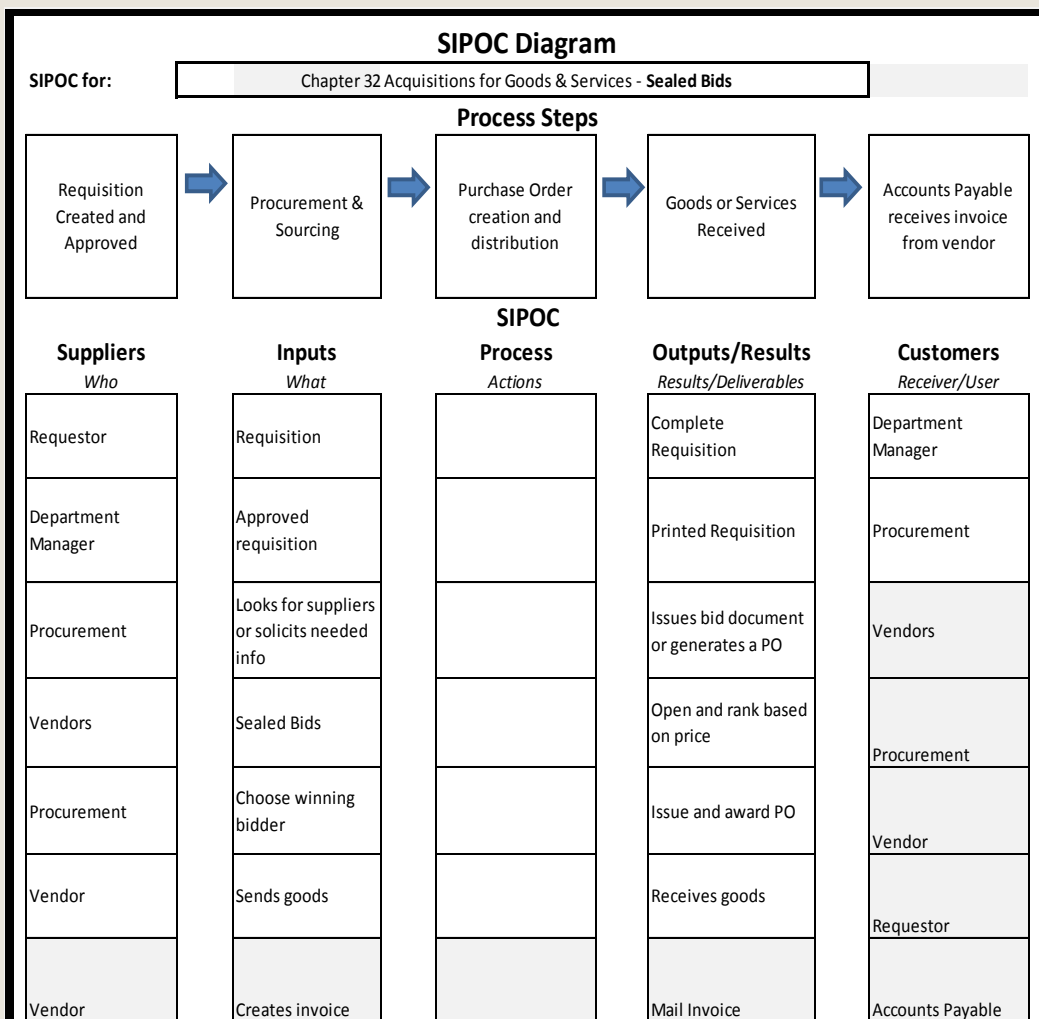 SIPOC Diagram
SIPOC for:
Chapter 32 Acquisitions for Goods & Services - Sealed Bids
Process Steps
Requisition
Created and
Approved
Procurement &
Sourcing
Purchase Order
creation and
distribution
Goods or Services
Received
Accounts Payable
receives invoice
from vendor
SIPOC
Suppliers
Inputs
Process
Outputs/Results
Customers
Who
What
Actions
Results/Deliverables
Receiver/User
Requestor
Requisition
Complete
Requisition
Department
Manager
Department
Manager
Approved
requisition
Printed Requisition
Procurement
Procurement
Looks for suppliers
or solicits needed
info
Issues bid document
or generates a PO
Vendors
Vendors
Sealed Bids
Open and rank based
on price
Procurement
Procurement
Choose winning
bidder
Issue and award PO
Vendor
Vendor
Sends goods
Receives goods
Requestor
Vendor
Creates invoice
Mail Invoice
Accounts Payable